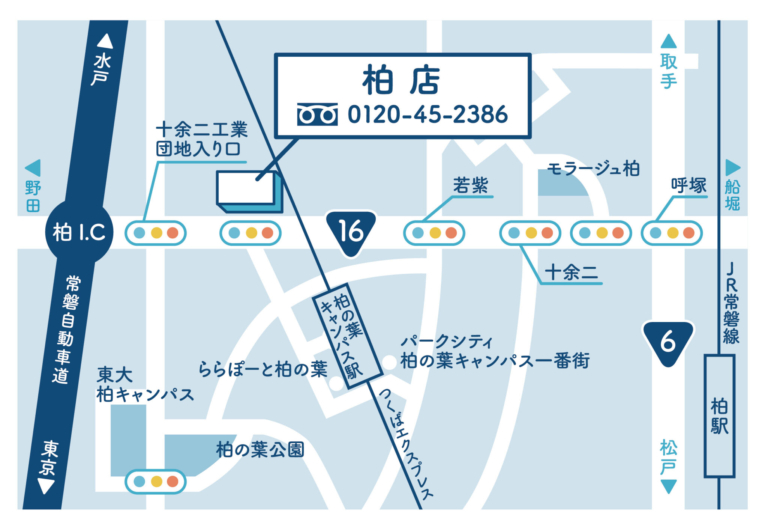 水戸
柏 店
0120-45-2386
取手
十余二工業
団地入り口
野田
若紫
モラージュ柏
呼塚
船堀
柏 I.C
16
十余二
常磐自動車道
柏の葉
キャンパス駅
JR常磐線
6
パークシティ
柏の葉キャンパス一番街
ららぽーと柏の葉
東大
柏キャンパス
つくばエクスプレス
柏駅
柏の葉公園
東京
松戸